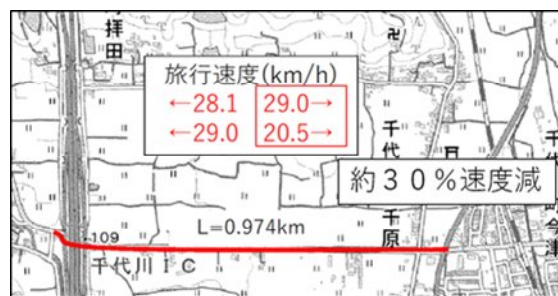 拝田
旅行速度(km/h)
←28.1 29.0→
←29.0 20.5→
約30%速度減
千代
千原
L=0.974km
109
千代川IC